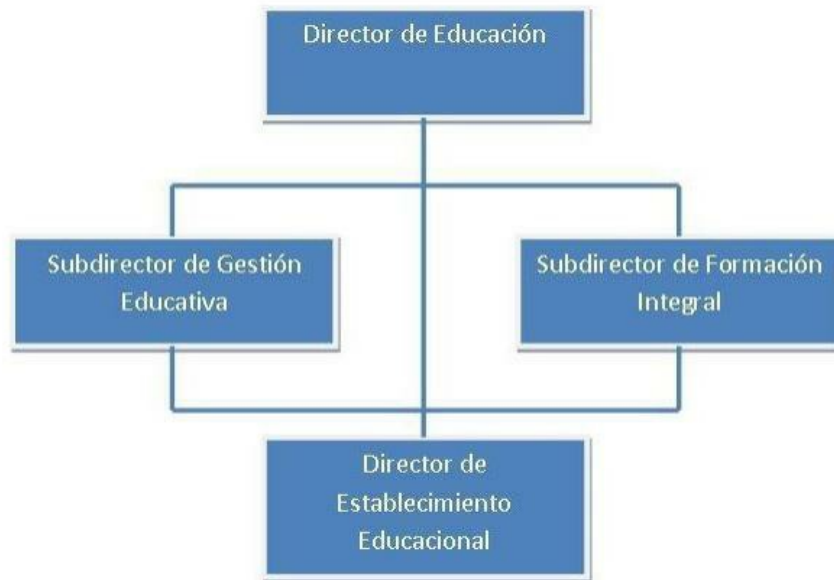 Director de Educación
Subdirector de Gestión
Educativa
Subdirector de Formación
Integral
Director de
Establecimiento
Educacional